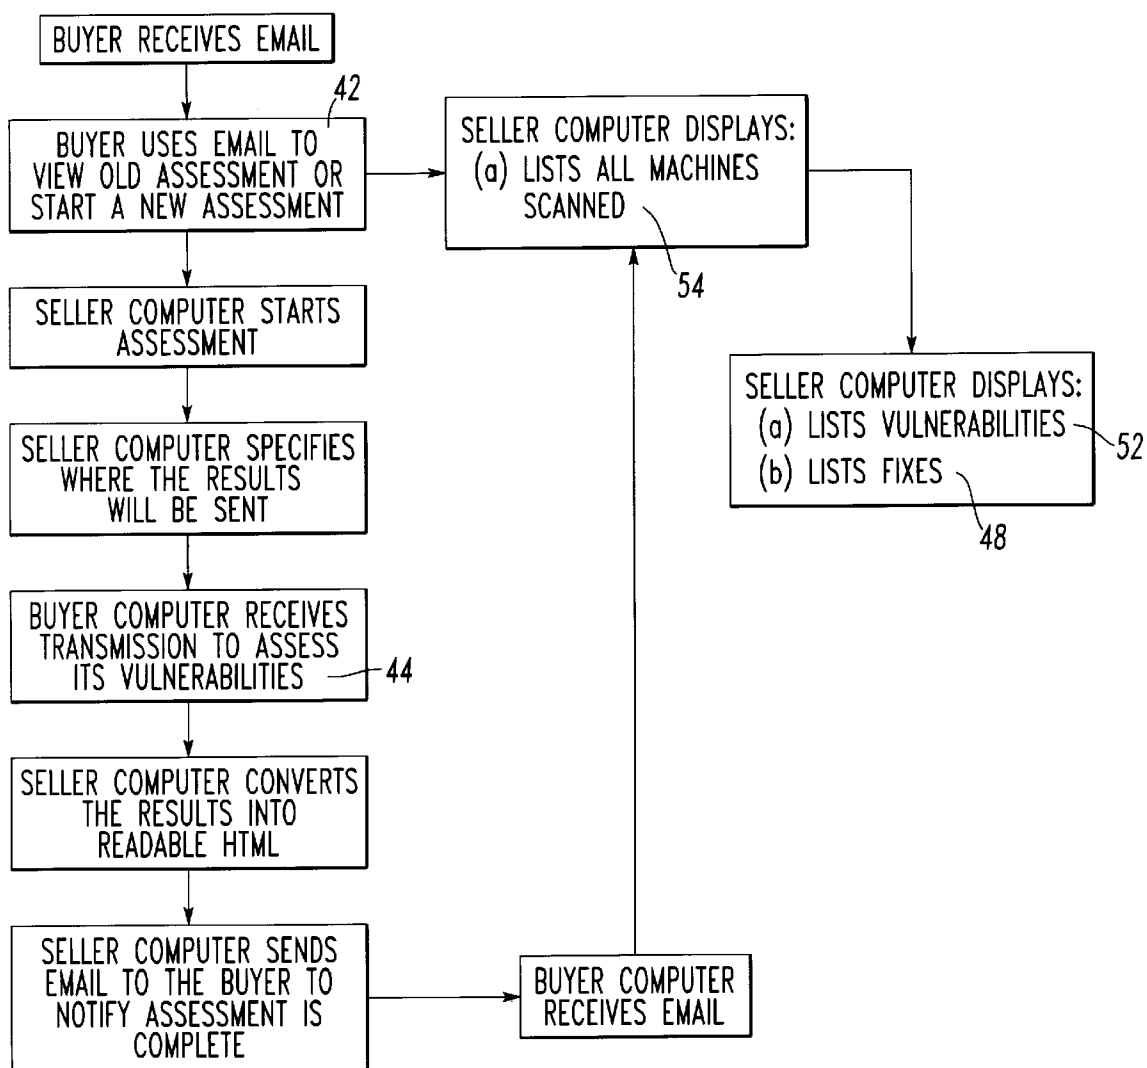 BUYER RECEIVES EMAIL
42
BUYER USES EMAIL TO
VIEW OLD ASSESSMENT OR
START A NEW ASSESSMENT
SELLER COMPUTER DISPLAYS:
(a) LISTS ALL MACHINES
SCANNED
54
SELLER COMPUTER STARTS
ASSESSMENT
SELLER COMPUTER DISPLAYS:
(a) LISTS VULNERABILITIES
52
(b) LISTS FIXES
48
SELLER COMPUTER SPECIFIES
WHERE THE RESULTS
WILL BE SENT
BUYER COMPUTER RECEIVES
TRANSMISSION TO ASSESS
ITS VULNERABILITIES
44
SELLER COMPUTER CONVERTS
THE RESULTS INTO
READABLE HTML
SELLER COMPUTER SENDS
EMAIL TO THE BUYER TO
NOTIFY ASSESSMENT IS
COMPLETE
BUYER COMPUTER
RECEIVES EMAIL